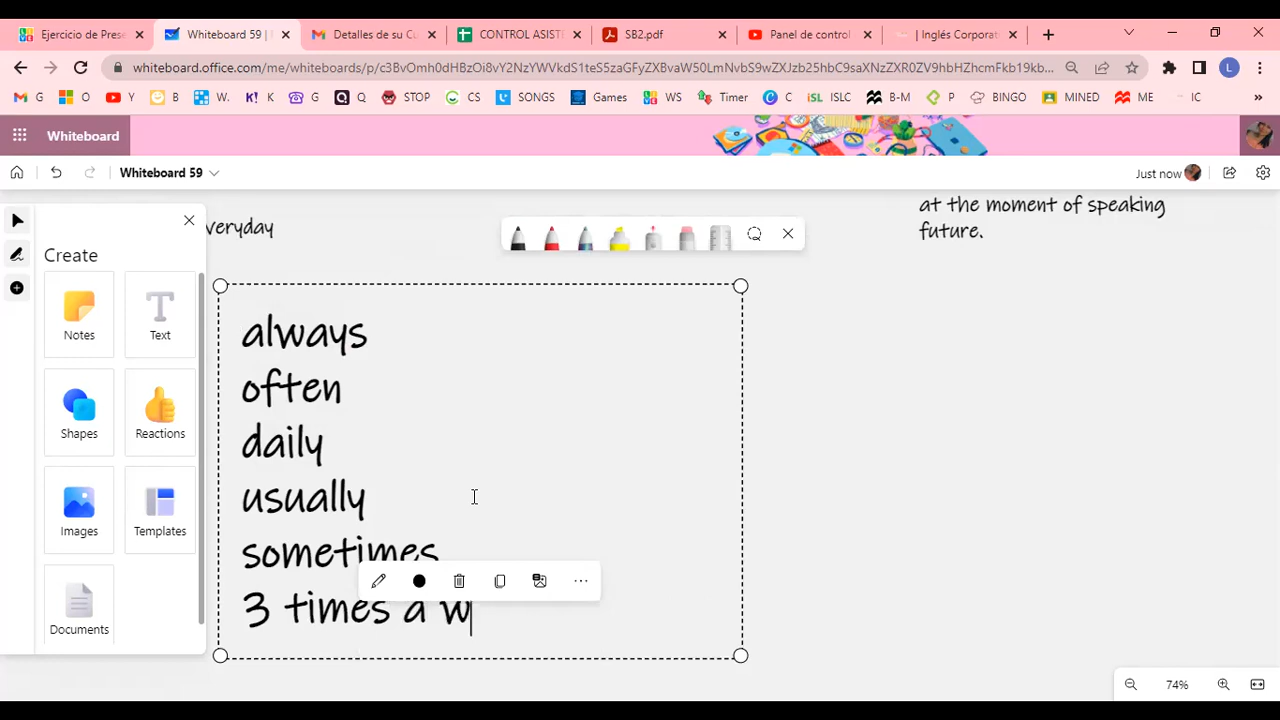 Ejercicio de Prese
Whiteboard 59 |
Detalles de su Cu
CONTROL ASIST
SB2.pdf
Panel de control
| Inglés Corporat
whiteboard.office.com/me/whiteboards/p/
G
O
Y
B
W.
K!
G
Q
STOP
CS
SONGS
Games
WS
Timer
C
ISLC
B-M
P
BINGO
MINED
ME
IC
Whiteboard
Whiteboard 59
Just now
at the moment of speaking
future.
veryday
Create
Notes
Text
Shapes
Reactions
Images
Templates
Documents
always
often
daily
usually
sometimes
3 times a w
74%